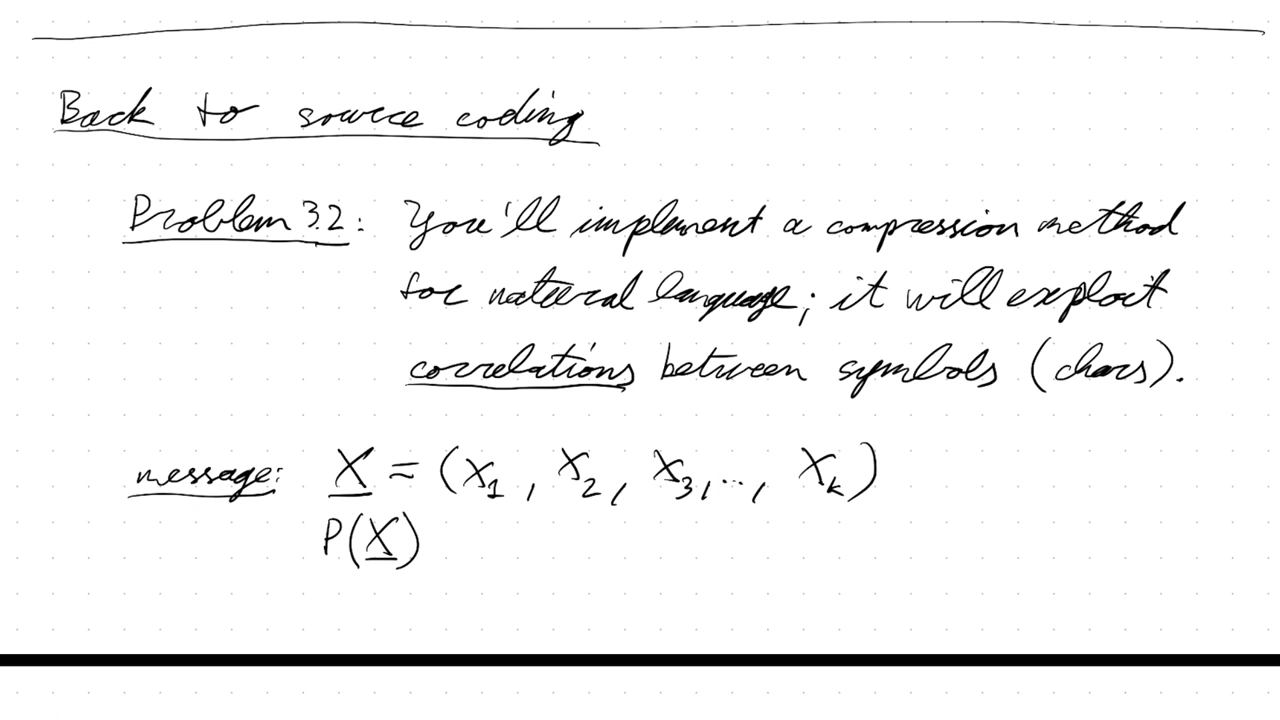 Back to source coding
Problem 3.2: You'll implement a compression method
for natural language; it will exploit
correlations between symbols (chars).
message: X = (X₁, X₂, X₃, ..., Xₖ)
P(X)